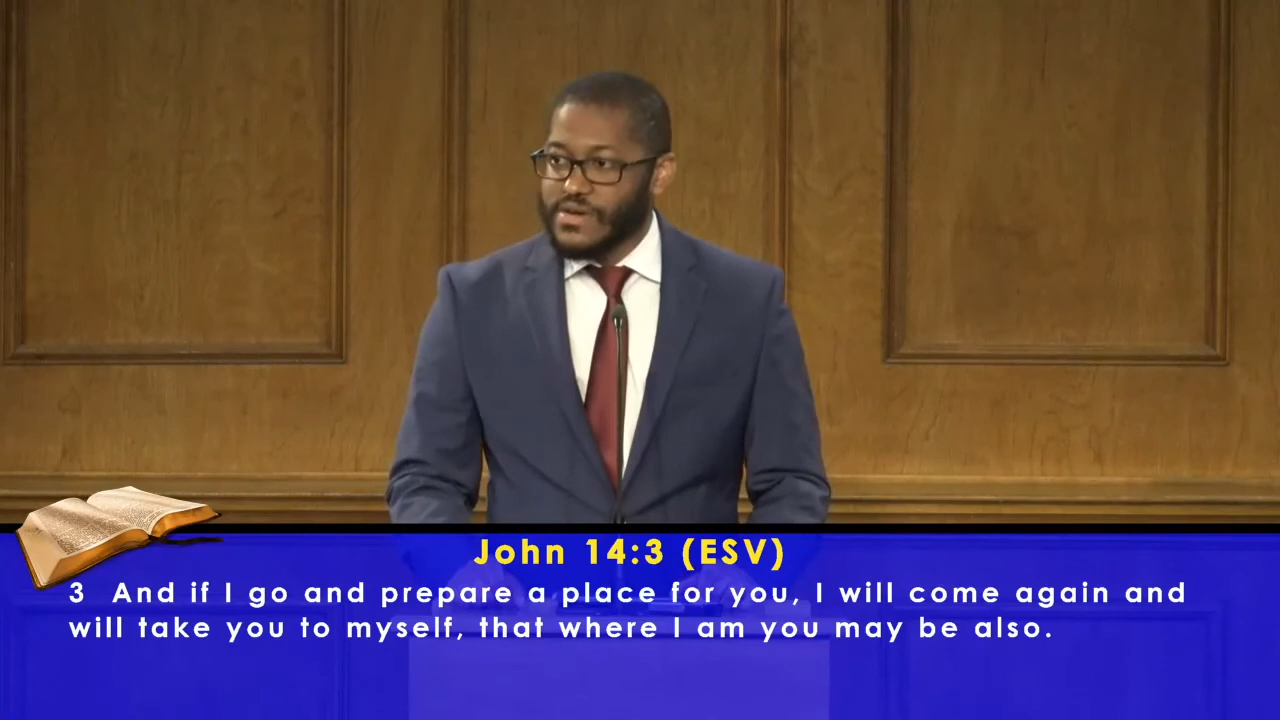 John 14:3 (ESV)
3 And if I go and prepare a place for you, I will come again and
will take you to myself, that where I am you may be also.